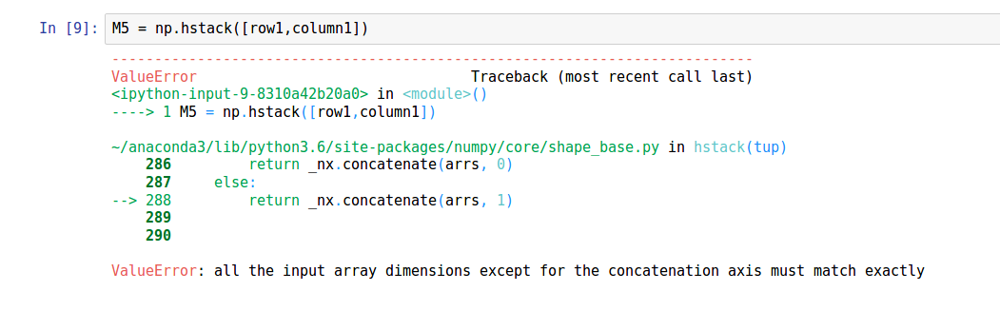 In [9]: M5 = np.hstack([row1,column1])
---------------------------------------------------------------------------
ValueError                                Traceback (most recent call last)
<ipython-input-9-8310a42b20a0> in <module>()
----> 1 M5 = np.hstack([row1,column1])
~/anaconda3/lib/python3.6/site-packages/numpy/core/shape_base.py in hstack(tup)
    286         return _nx.concatenate(arrs, 0)
    287     else:
--> 288         return _nx.concatenate(arrs, 1)
    289
    290
ValueError: all the input array dimensions except for the concatenation axis must match exactly